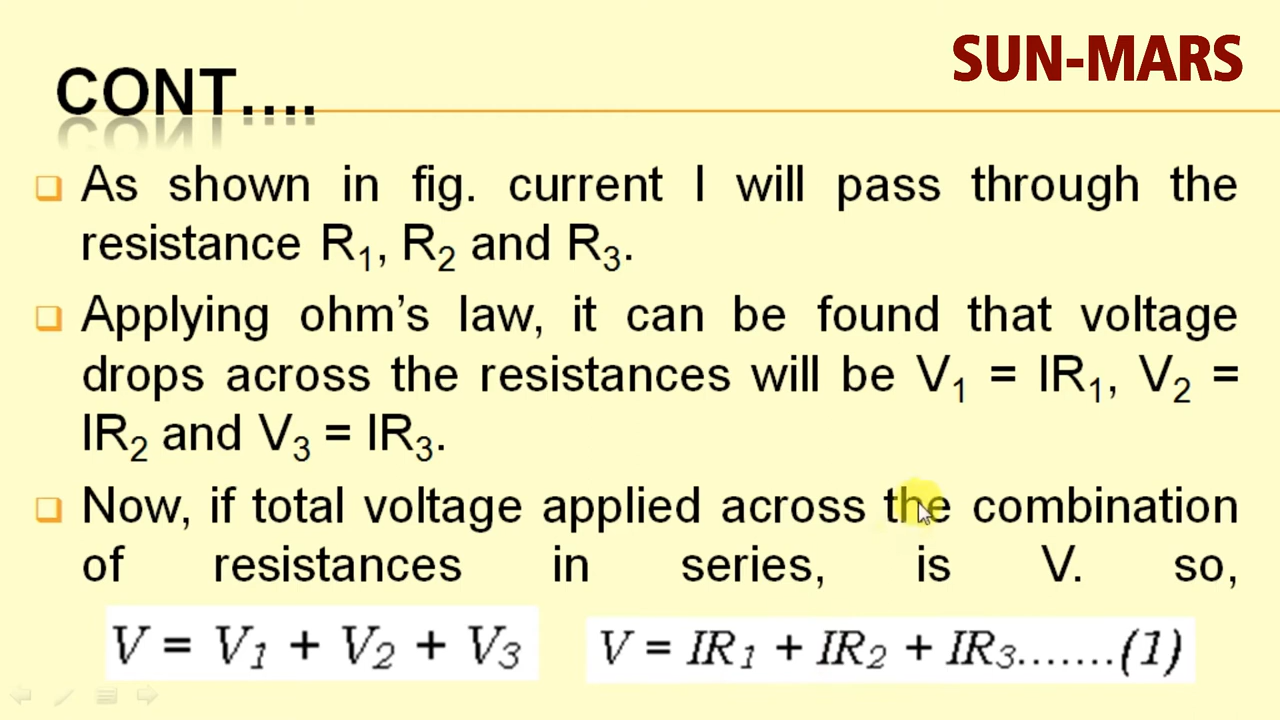 SUN-MARS
CONT....
As shown in fig. current I will pass through the
resistance R₁, R₂ and R₃.
Applying ohm's law, it can be found that voltage
drops across the resistances will be V₁ = IR₁, V₂ =
IR₂ and V₃ = IR₃.
Now, if total voltage applied across the combination
of resistances in series, is V. so,
V = V₁ + V₂ + V₃
V = IR₁ + IR₂ + IR₃.......(1)